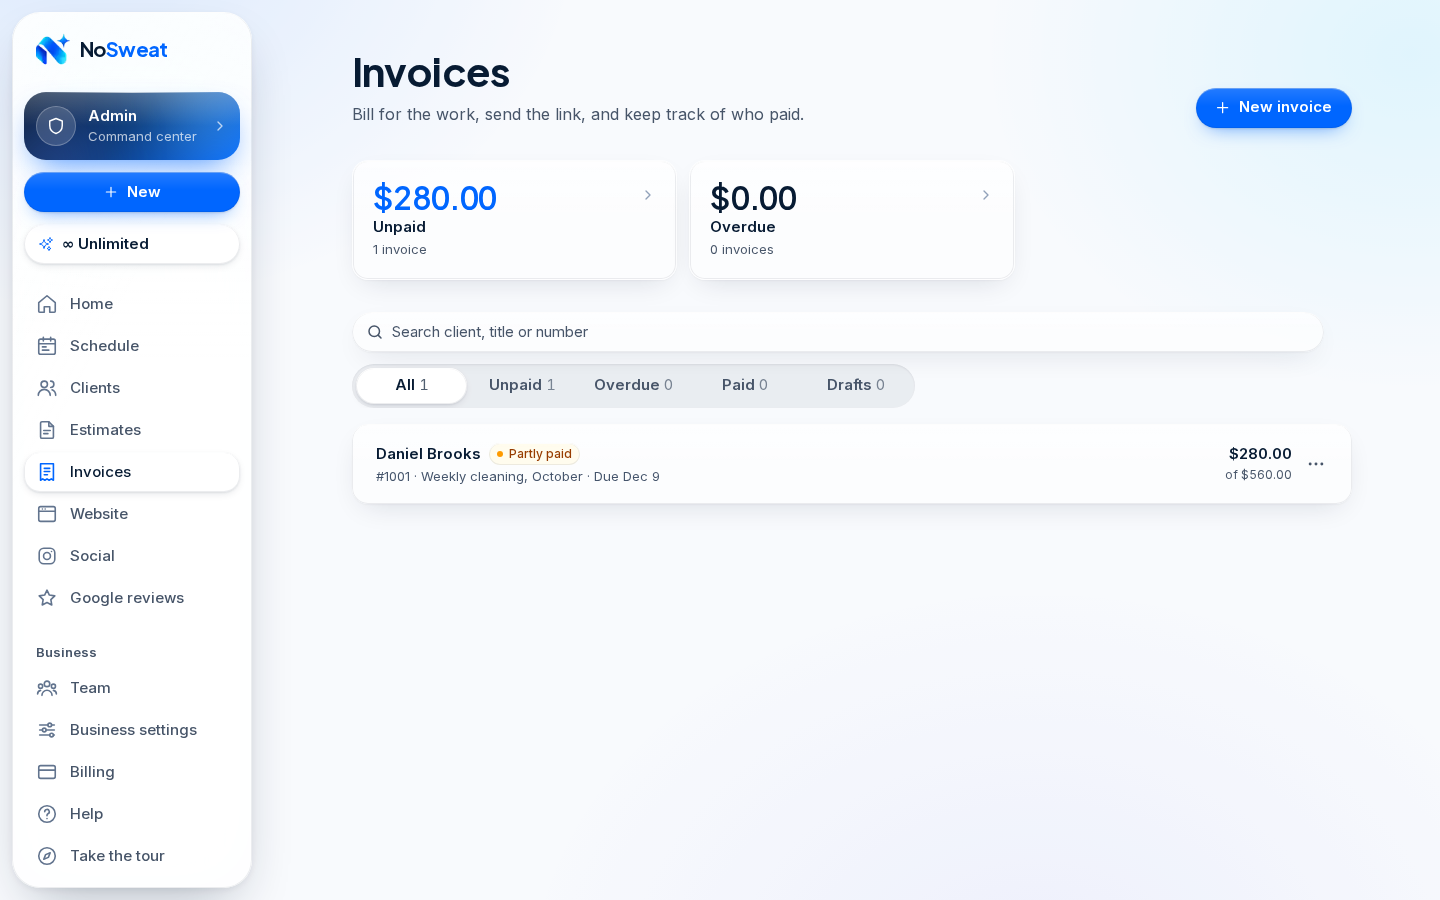 NoSweat
Admin
Command center
+ New
∞ Unlimited
Home
Schedule
Clients
Estimates
Invoices
Website
Social
Google reviews
Business
Team
Business settings
Billing
Help
Take the tour
Invoices
Bill for the work, send the link, and keep track of who paid.
+ New invoice
$280.00
Unpaid
1 invoice
$0.00
Overdue
0 invoices
Search client, title or number
All 1 Unpaid 1 Overdue 0 Paid 0 Drafts 0
Daniel Brooks Partly paid
#1001 · Weekly cleaning, October · Due Dec 9
$280.00
of $560.00